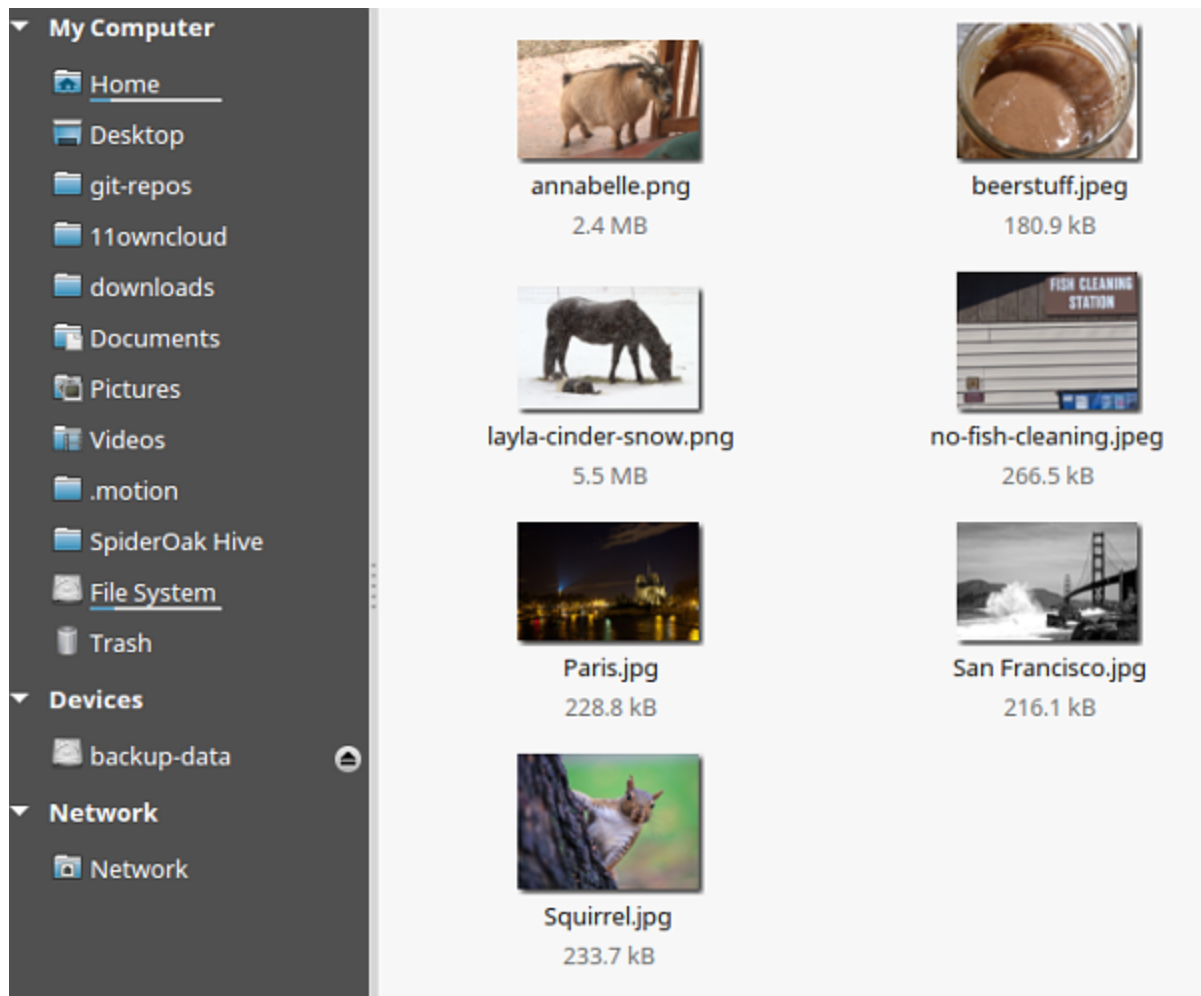 My Computer
Home
Desktop
git-repos
11owncloud
downloads
Documents
Pictures
Videos
.motion
SpiderOak Hive
File System
Trash
Devices
backup-data
Network
Network
annabelle.png
2.4 MB
beerstuff.jpeg
180.9 kB
FISH CLEANING
STATION
layla-cinder-snow.png
5.5 MB
no-fish-cleaning.jpeg
266.5 kB
Paris.jpg
228.8 kB
San Francisco.jpg
216.1 kB
Squirrel.jpg
233.7 kB